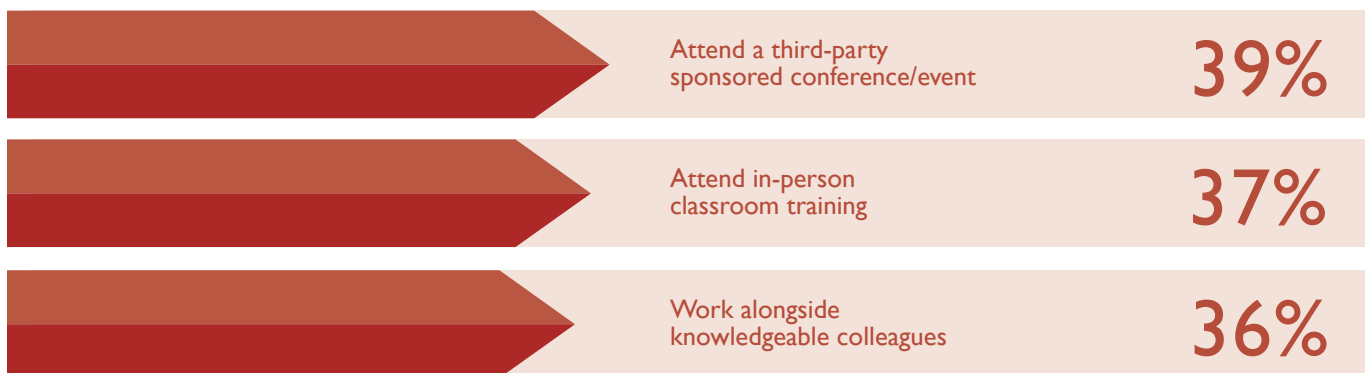 Attend a third-party
sponsored conference/event
39%
Attend in-person
classroom training
37%
Work alongside
knowledgeable colleagues
36%